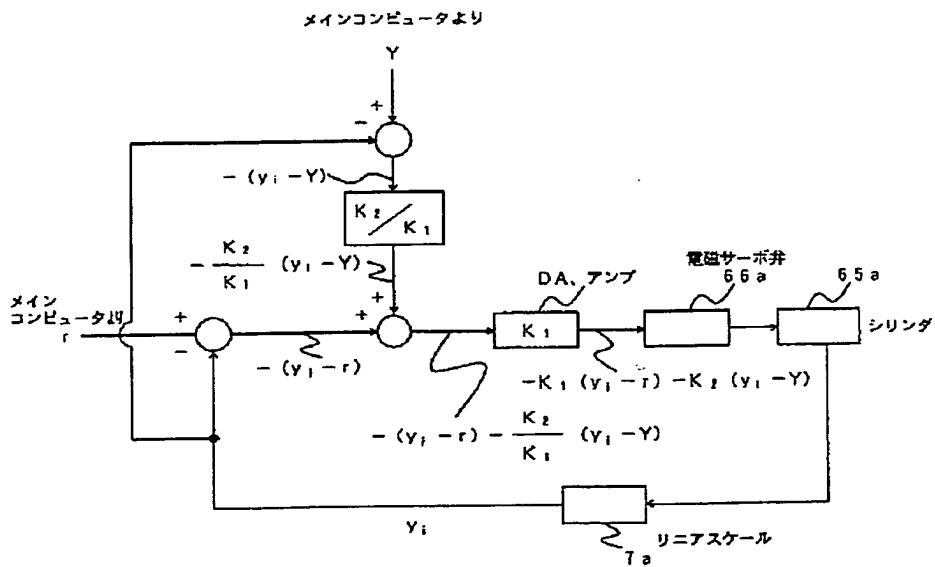 メインコンピュータより
Y
+
-
- (yi-Y)
K2/K1
- K2/K1 (yi-Y)
メイン
コンピュータより
r
+
-
+
+
- (yi-r)
DA、アンプ
K1
電磁サーボ弁
66a
65a
シリンダ
-K1 (yi-r) -K2 (yi-Y)
- (yi-r) - K2/K1 (yi-Y)
yi
リニアスケール
7a